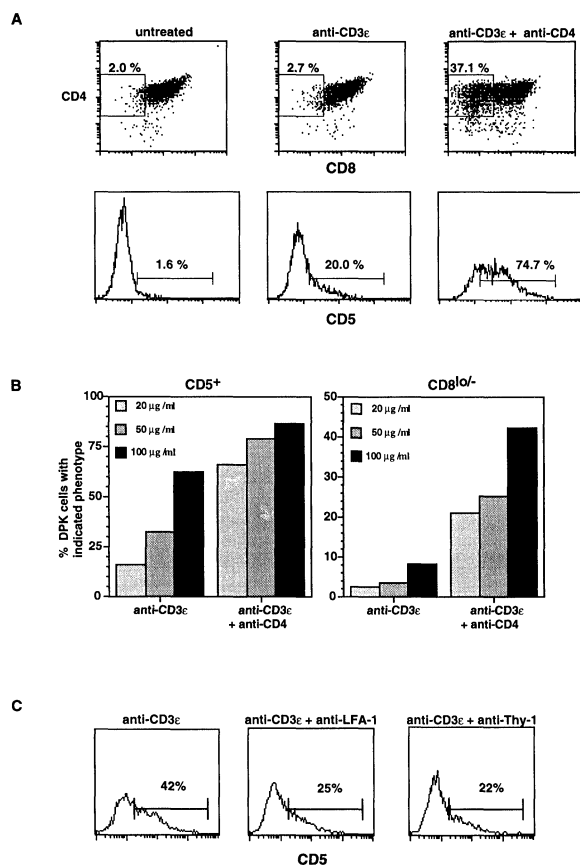 A
untreated
anti-CD3ε
anti-CD3ε + anti-CD4
2.0 %
2.7 %
37.1 %
CD4
CD8
1.6 %
20.0 %
74.7 %
CD5
B
CD5+
CD8lo/-
% DPK cells with
indicated phenotype
100
75
50
25
0
20 µg/ml
50 µg/ml
100 µg/ml
anti-CD3ε
anti-CD3ε
+ anti-CD4
50
40
30
20
10
0
20 µg/ml
50 µg/ml
100 µg/ml
anti-CD3ε
anti-CD3ε
+ anti-CD4
C
anti-CD3ε
anti-CD3ε + anti-LFA-1
anti-CD3ε + anti-Thy-1
42%
25%
22%
CD5